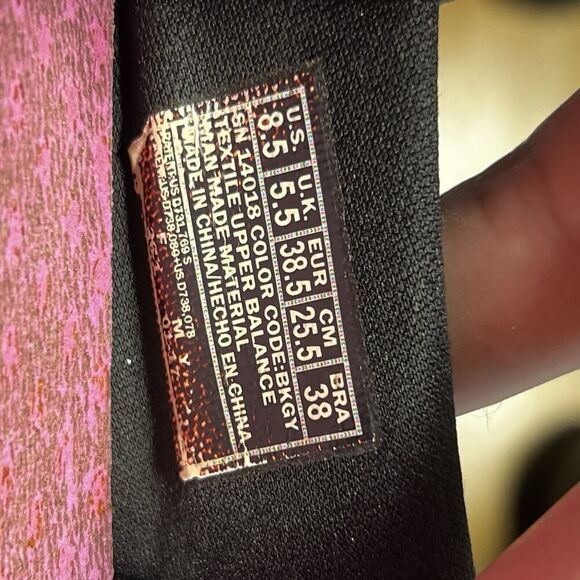 U.S. U.K. EUR CM BRA
8.5 5.5 38.5 25.5 38
SN 14018 COLOR CODE:BKGY
TEXTILE UPPER BALANCE
MAN MADE MATERIAL
MADE IN CHINA/HECHO EN CHINA